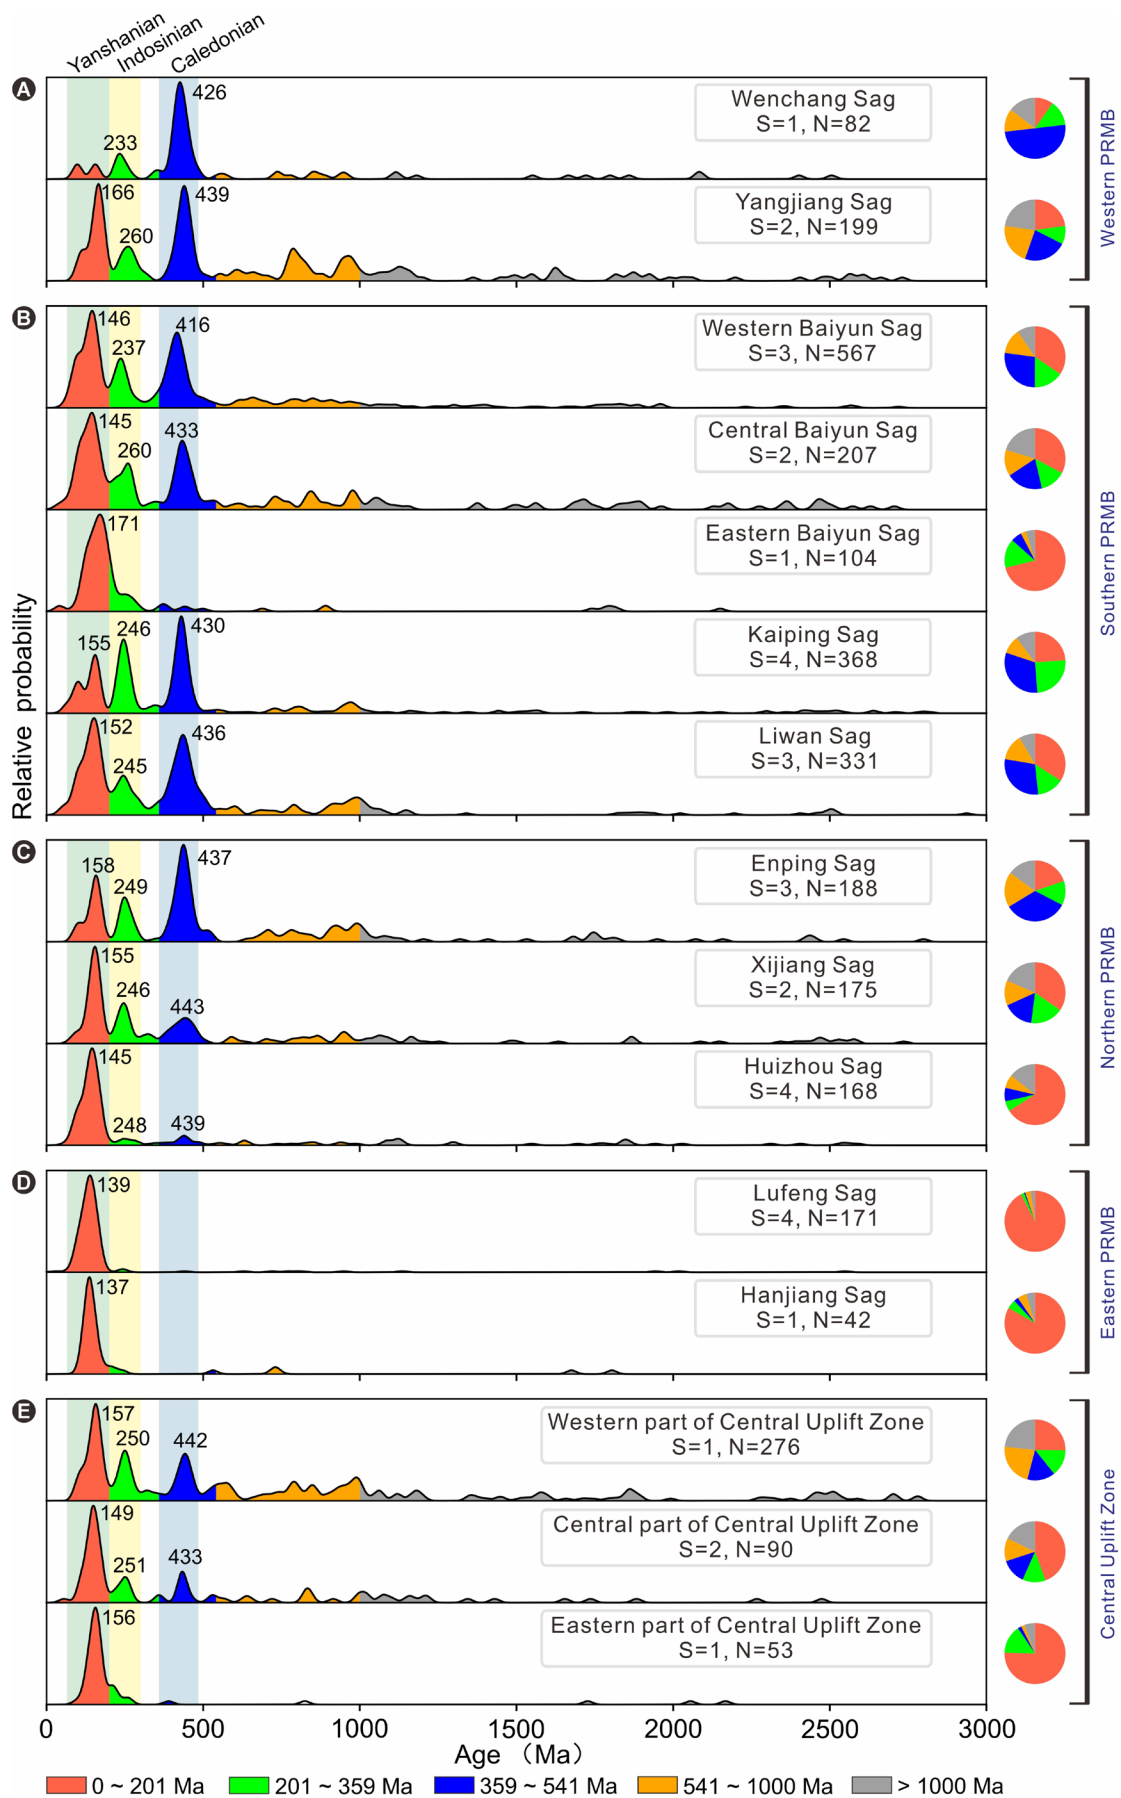 Yanshanian
Indosinian
Caledonian
A
426
233
Wenchang Sag
S=1, N=82
166
439
260
Yangjiang Sag
S=2, N=199
Western PRMB
B
146
416
237
Western Baiyun Sag
S=3, N=567
145
433
260
Central Baiyun Sag
S=2, N=207
171
Eastern Baiyun Sag
S=1, N=104
155
246
430
Kaiping Sag
S=4, N=368
152
436
245
Liwan Sag
S=3, N=331
Southern PRMB
Relative probability
C
158
437
249
Enping Sag
S=3, N=188
155
246
443
Xijiang Sag
S=2, N=175
145
248
439
Huizhou Sag
S=4, N=168
Northern PRMB
D
139
Lufeng Sag
S=4, N=171
137
Hanjiang Sag
S=1, N=42
Eastern PRMB
E
157
250
442
Western part of Central Uplift Zone
S=1, N=276
149
251
433
Central part of Central Uplift Zone
S=2, N=90
156
Eastern part of Central Uplift Zone
S=1, N=53
Central Uplift Zone
0 500 1000 1500 2000 2500 3000
Age （Ma）
0 ~ 201 Ma 201 ~ 359 Ma 359 ~ 541 Ma 541 ~ 1000 Ma > 1000 Ma